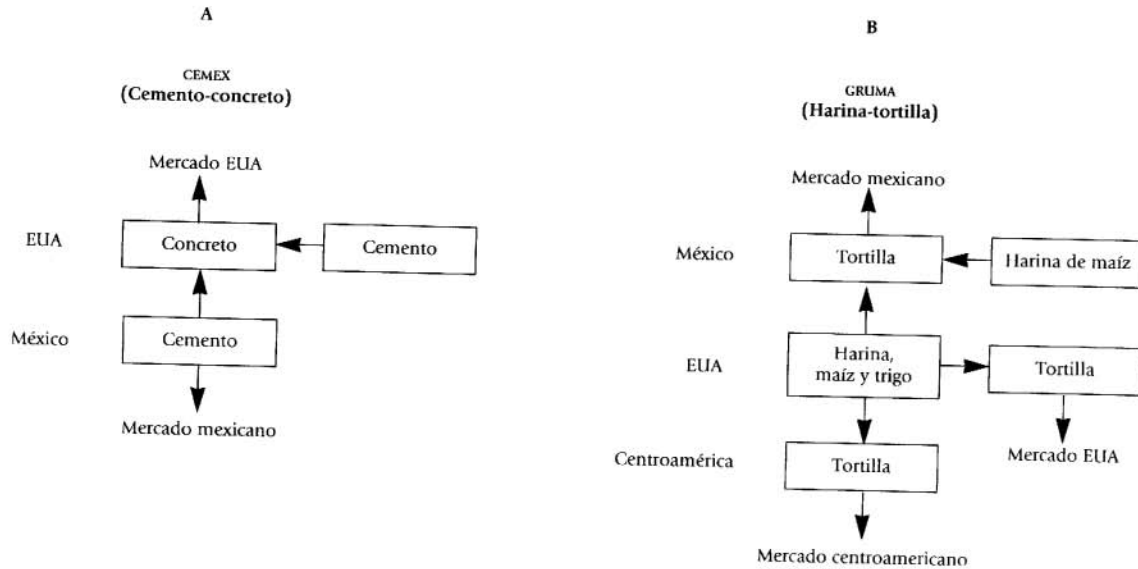 A
CEMEX
(Cemento-concreto)
Mercado EUA
EUA
Concreto
Cemento
México
Cemento
Mercado mexicano
B
GRUMA
(Harina-tortilla)
Mercado mexicano
México
Tortilla
Harina de maíz
EUA
Harina,
maíz y trigo
Tortilla
Mercado EUA
Centroamérica
Tortilla
Mercado centroamericano